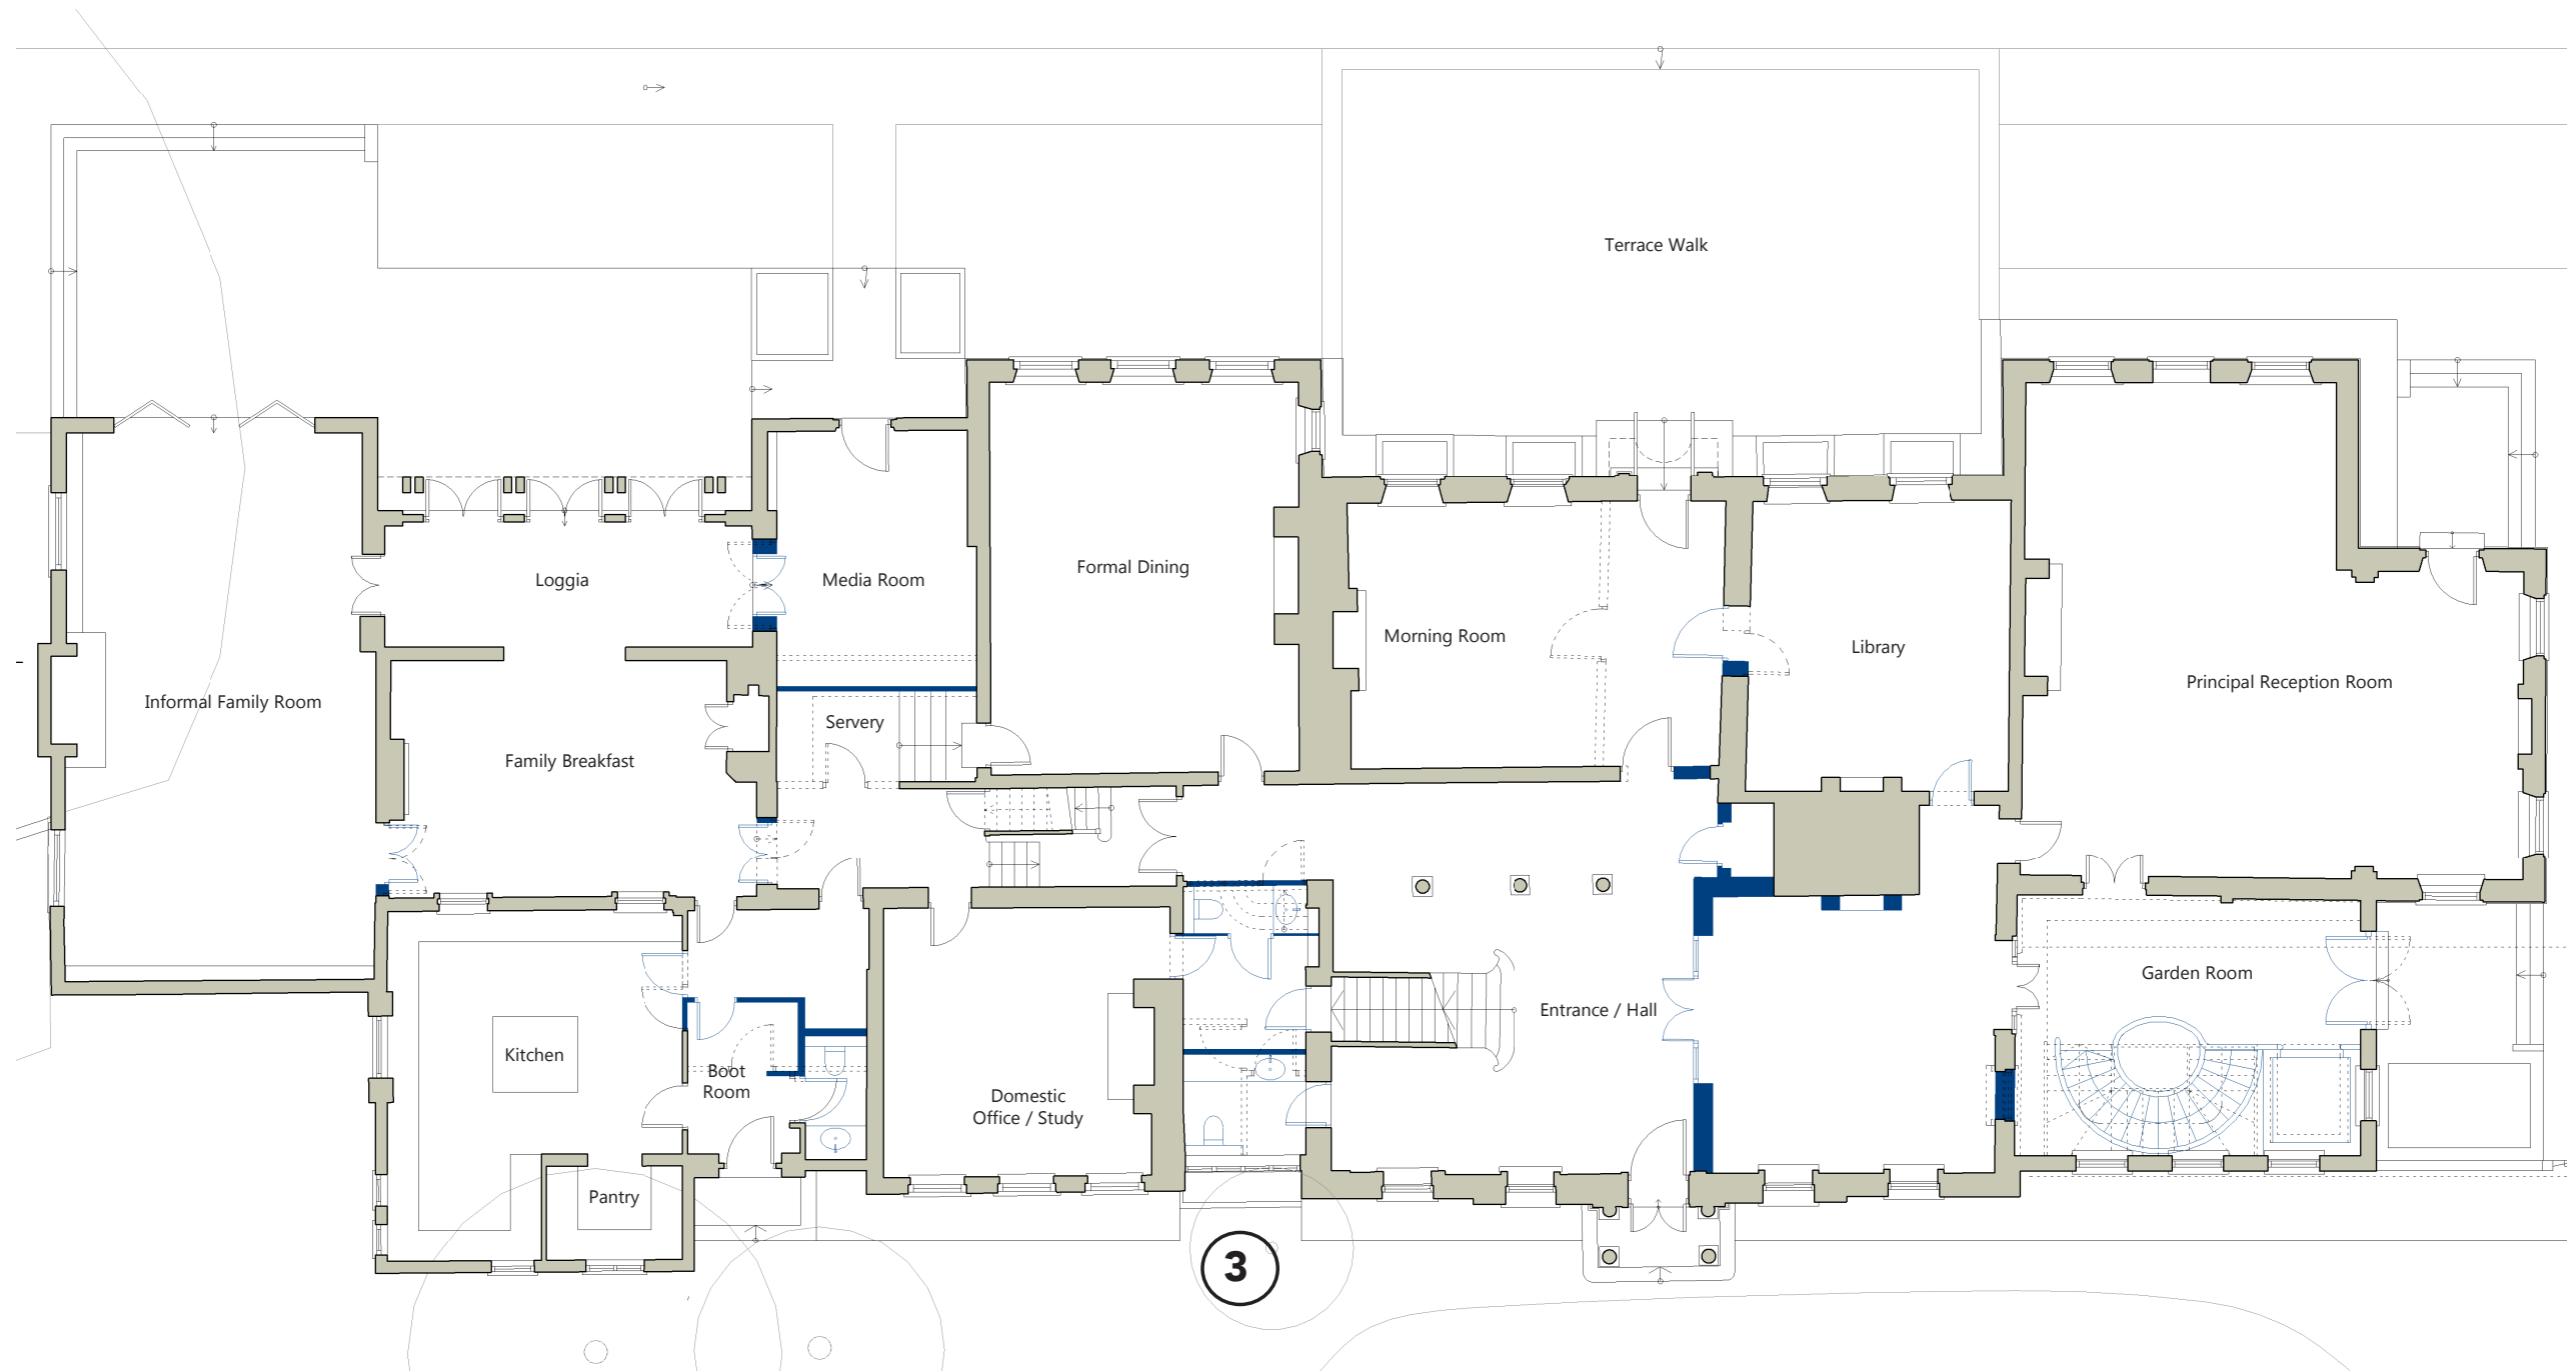 Terrace Walk
Formal Dining
Loggia
Media Room
Morning Room
Library
Principal Reception Room
Informal Family Room
Servery
Family Breakfast
Garden Room
Entrance / Hall
Kitchen
Boot
Room
Domestic
Office / Study
Pantry
3